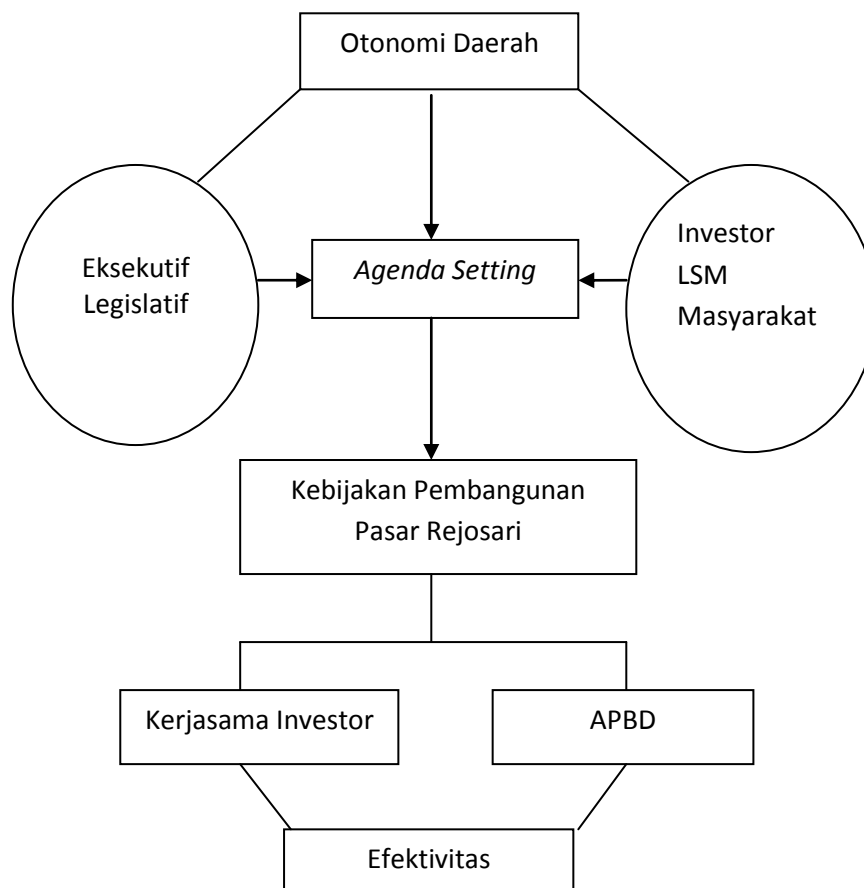 Otonomi Daerah
Eksekutif
Legislatif
Agenda Setting
Investor
LSM
Masyarakat
Kebijakan Pembangunan
Pasar Rejosari
Kerjasama Investor
APBD
Efektivitas